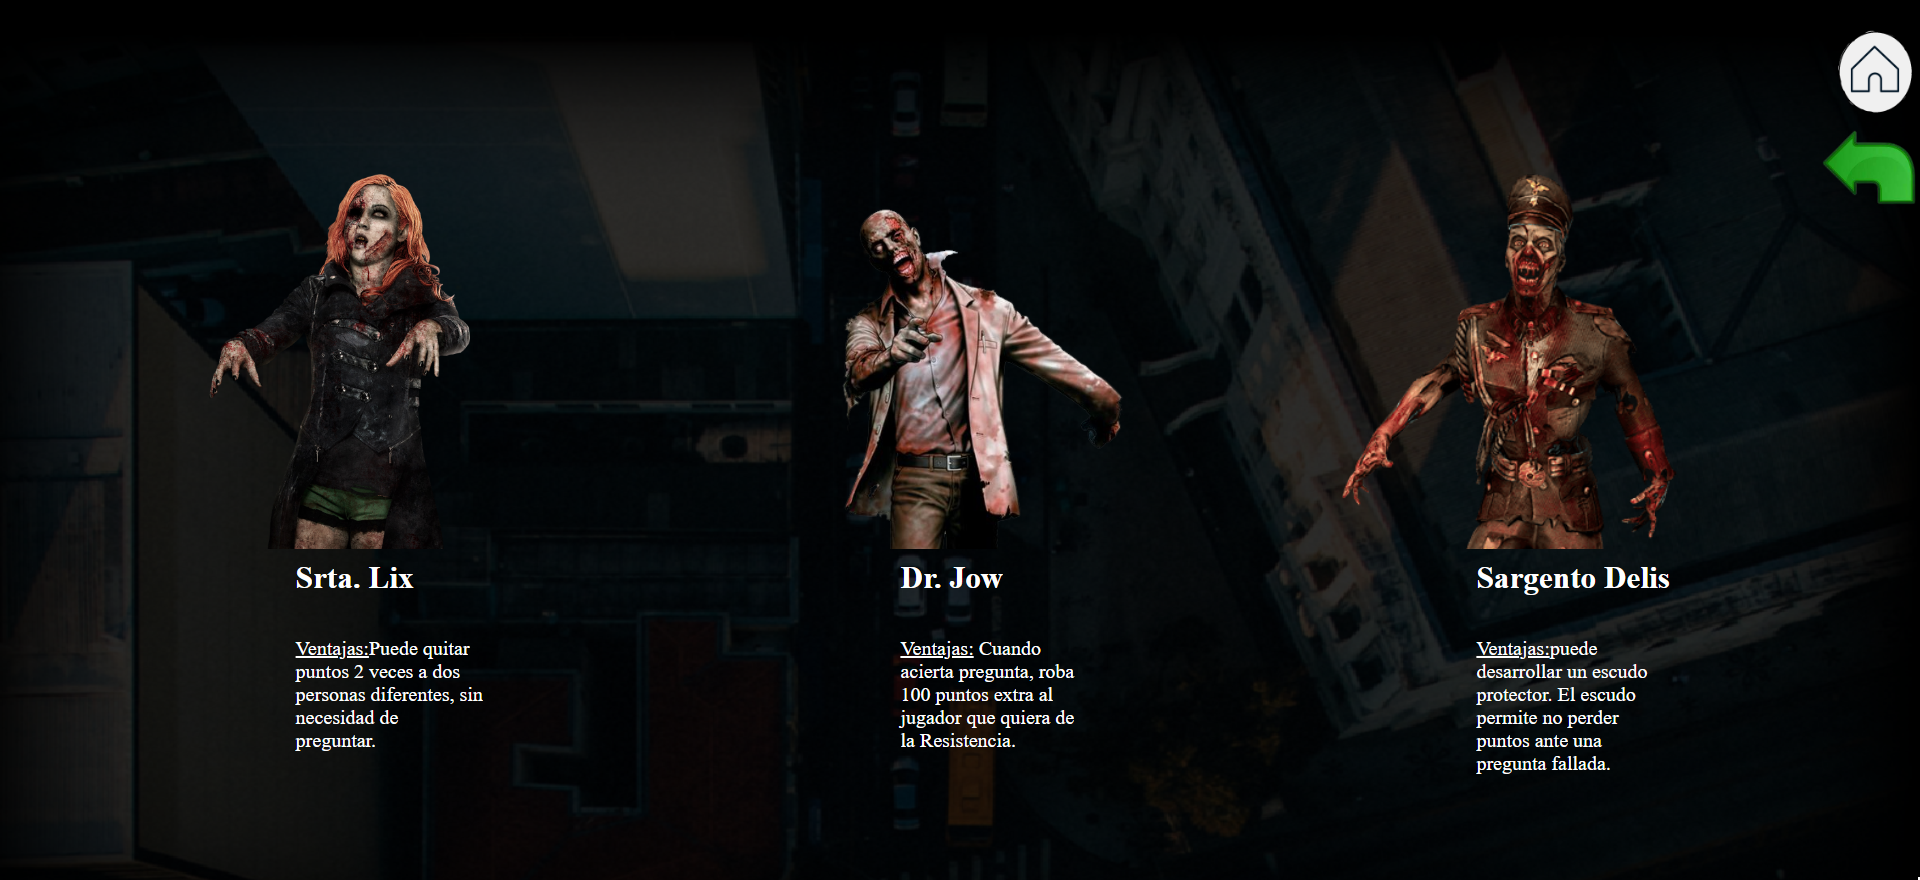 Srta. Lix
Ventajas:Puede quitar
puntos 2 veces a dos
personas diferentes, sin
necesidad de
preguntar.
Dr. Jow
Ventajas: Cuando
acierta pregunta, roba
100 puntos extra al
jugador que quiera de
la Resistencia.
Sargento Delis
Ventajas:puede
desarrollar un escudo
protector. El escudo
permite no perder
puntos ante una
pregunta fallada.